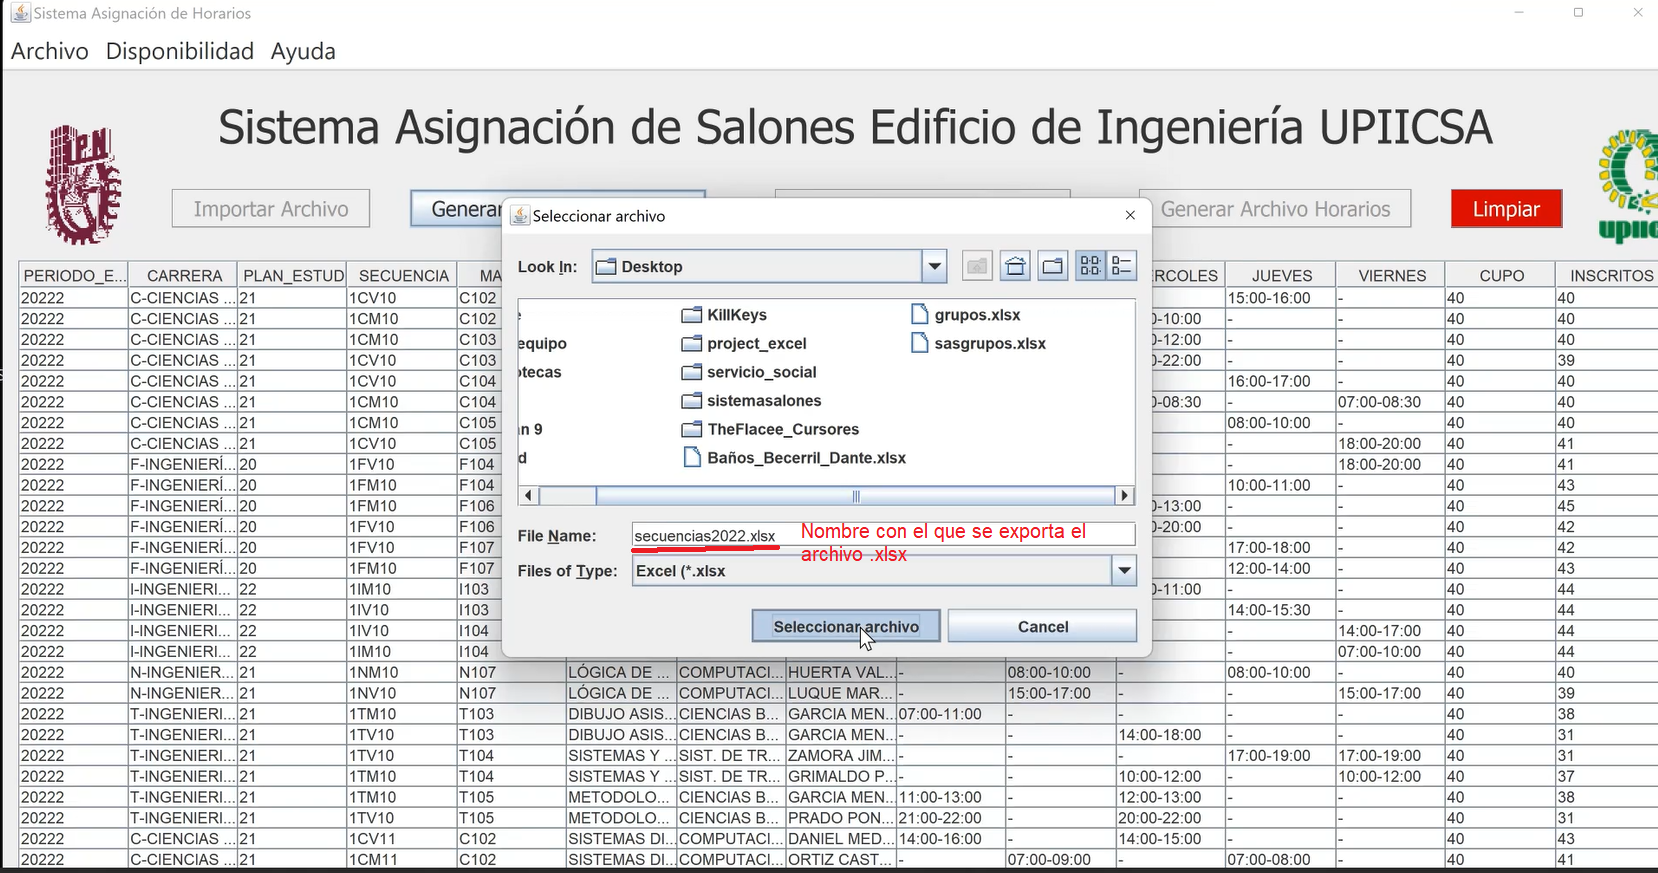 Sistema Asignación de Horarios
Archivo Disponibilidad Ayuda
Sistema Asignación de Salones Edificio de Ingeniería UPIICSA
Importar Archivo Generar Generar Archivo Horarios Limpiar
Seleccionar archivo
Look In: Desktop
KillKeys grupos.xlsx
equipo project_excel sasgrupos.xlsx
otecas servicio_social
sistemasalones
n 9 TheFlacee_Cursores
d Baños_Becerril_Dante.xlsx
File Name: secuencias2022.xlsx
Nombre con el que se exporta el
archivo .xlsx
Files of Type: Excel (*.xlsx
Seleccionar archivo Cancel
PERIODO_E... CARRERA PLAN_ESTUD SECUENCIA MA RCOLES JUEVES VIERNES CUPO INSCRITOS
20222 C-CIENCIAS ... 21 1CV10 C102 15:00-16:00 - 40 40
20222 C-CIENCIAS ... 21 1CM10 C102 0-10:00 - - 40 40
20222 C-CIENCIAS ... 21 1CM10 C103 0-12:00 - - 40 40
20222 C-CIENCIAS ... 21 1CV10 C103 0-22:00 - - 40 39
20222 C-CIENCIAS ... 21 1CV10 C104 16:00-17:00 - 40 40
20222 C-CIENCIAS ... 21 1CM10 C104 0-08:30 - 07:00-08:30 40 40
20222 C-CIENCIAS ... 21 1CM10 C105 08:00-10:00 - 40 40
20222 C-CIENCIAS ... 21 1CV10 C105 - 18:00-20:00 40 41
20222 F-INGENIERÍ... 20 1FV10 F104 - 18:00-20:00 40 41
20222 F-INGENIERÍ... 20 1FM10 F104 10:00-11:00 - 40 43
20222 F-INGENIERÍ... 20 1FM10 F106 0-13:00 - - 40 45
20222 F-INGENIERÍ... 20 1FV10 F106 0-20:00 - - 40 42
20222 F-INGENIERÍ... 20 1FV10 F107 17:00-18:00 - 40 42
20222 F-INGENIERÍ... 20 1FM10 F107 12:00-14:00 - 40 43
20222 I-INGENIERI... 22 1IM10 I103 0-11:00 - - 40 44
20222 I-INGENIERI... 22 1IV10 I103 14:00-15:30 - 40 44
20222 I-INGENIERI... 22 1IV10 I104 - 14:00-17:00 40 44
20222 I-INGENIERI... 22 1IM10 I104 - 07:00-10:00 40 44
20222 N-INGENIER... 21 1NM10 N107 LÓGICA DE ... COMPUTACI... HUERTA VAL... - 08:00-10:00 - 08:00-10:00 - 40 40
20222 N-INGENIER... 21 1NV10 N107 LÓGICA DE ... COMPUTACI... LUQUE MAR... - 15:00-17:00 - - 15:00-17:00 40 39
20222 T-INGENIERI... 21 1TM10 T103 DIBUJO ASIS... CIENCIAS B... GARCIA MEN... 07:00-11:00 - - - - 40 38
20222 T-INGENIERI... 21 1TV10 T103 DIBUJO ASIS... CIENCIAS B... GARCIA MEN... - - 14:00-18:00 - - 40 31
20222 T-INGENIERI... 21 1TV10 T104 SISTEMAS Y ... SIST. DE TR... ZAMORA JIM... - - - 17:00-19:00 17:00-19:00 40 31
20222 T-INGENIERI... 21 1TM10 T104 SISTEMAS Y ... SIST. DE TR... GRIMALDO P... - - 10:00-12:00 - 10:00-12:00 40 37
20222 T-INGENIERI... 21 1TM10 T105 METODOLO... CIENCIAS B... GARCIA MEN... 11:00-13:00 - 12:00-13:00 - - 40 38
20222 T-INGENIERI... 21 1TV10 T105 METODOLO... CIENCIAS B... PRADO PON... 21:00-22:00 - 20:00-22:00 - - 40 31
20222 C-CIENCIAS ... 21 1CV11 C102 SISTEMAS DI... COMPUTACI... DANIEL MED... 14:00-16:00 - 14:00-15:00 - - 40 43
20222 C-CIENCIAS ... 21 1CM11 C102 SISTEMAS DI... COMPUTACI... ORTIZ CAST... - 07:00-09:00 - 07:00-08:00 - 40 41